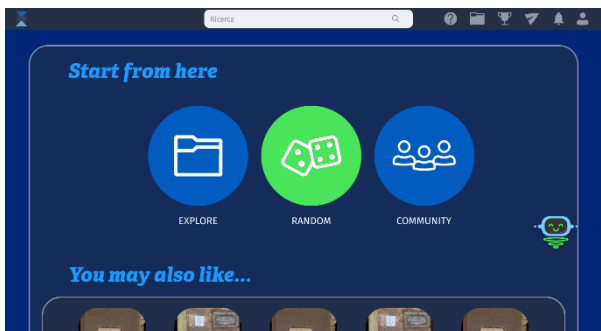 Ricerca
Start from here
EXPLORE
RANDOM
COMMUNITY
You may also like...